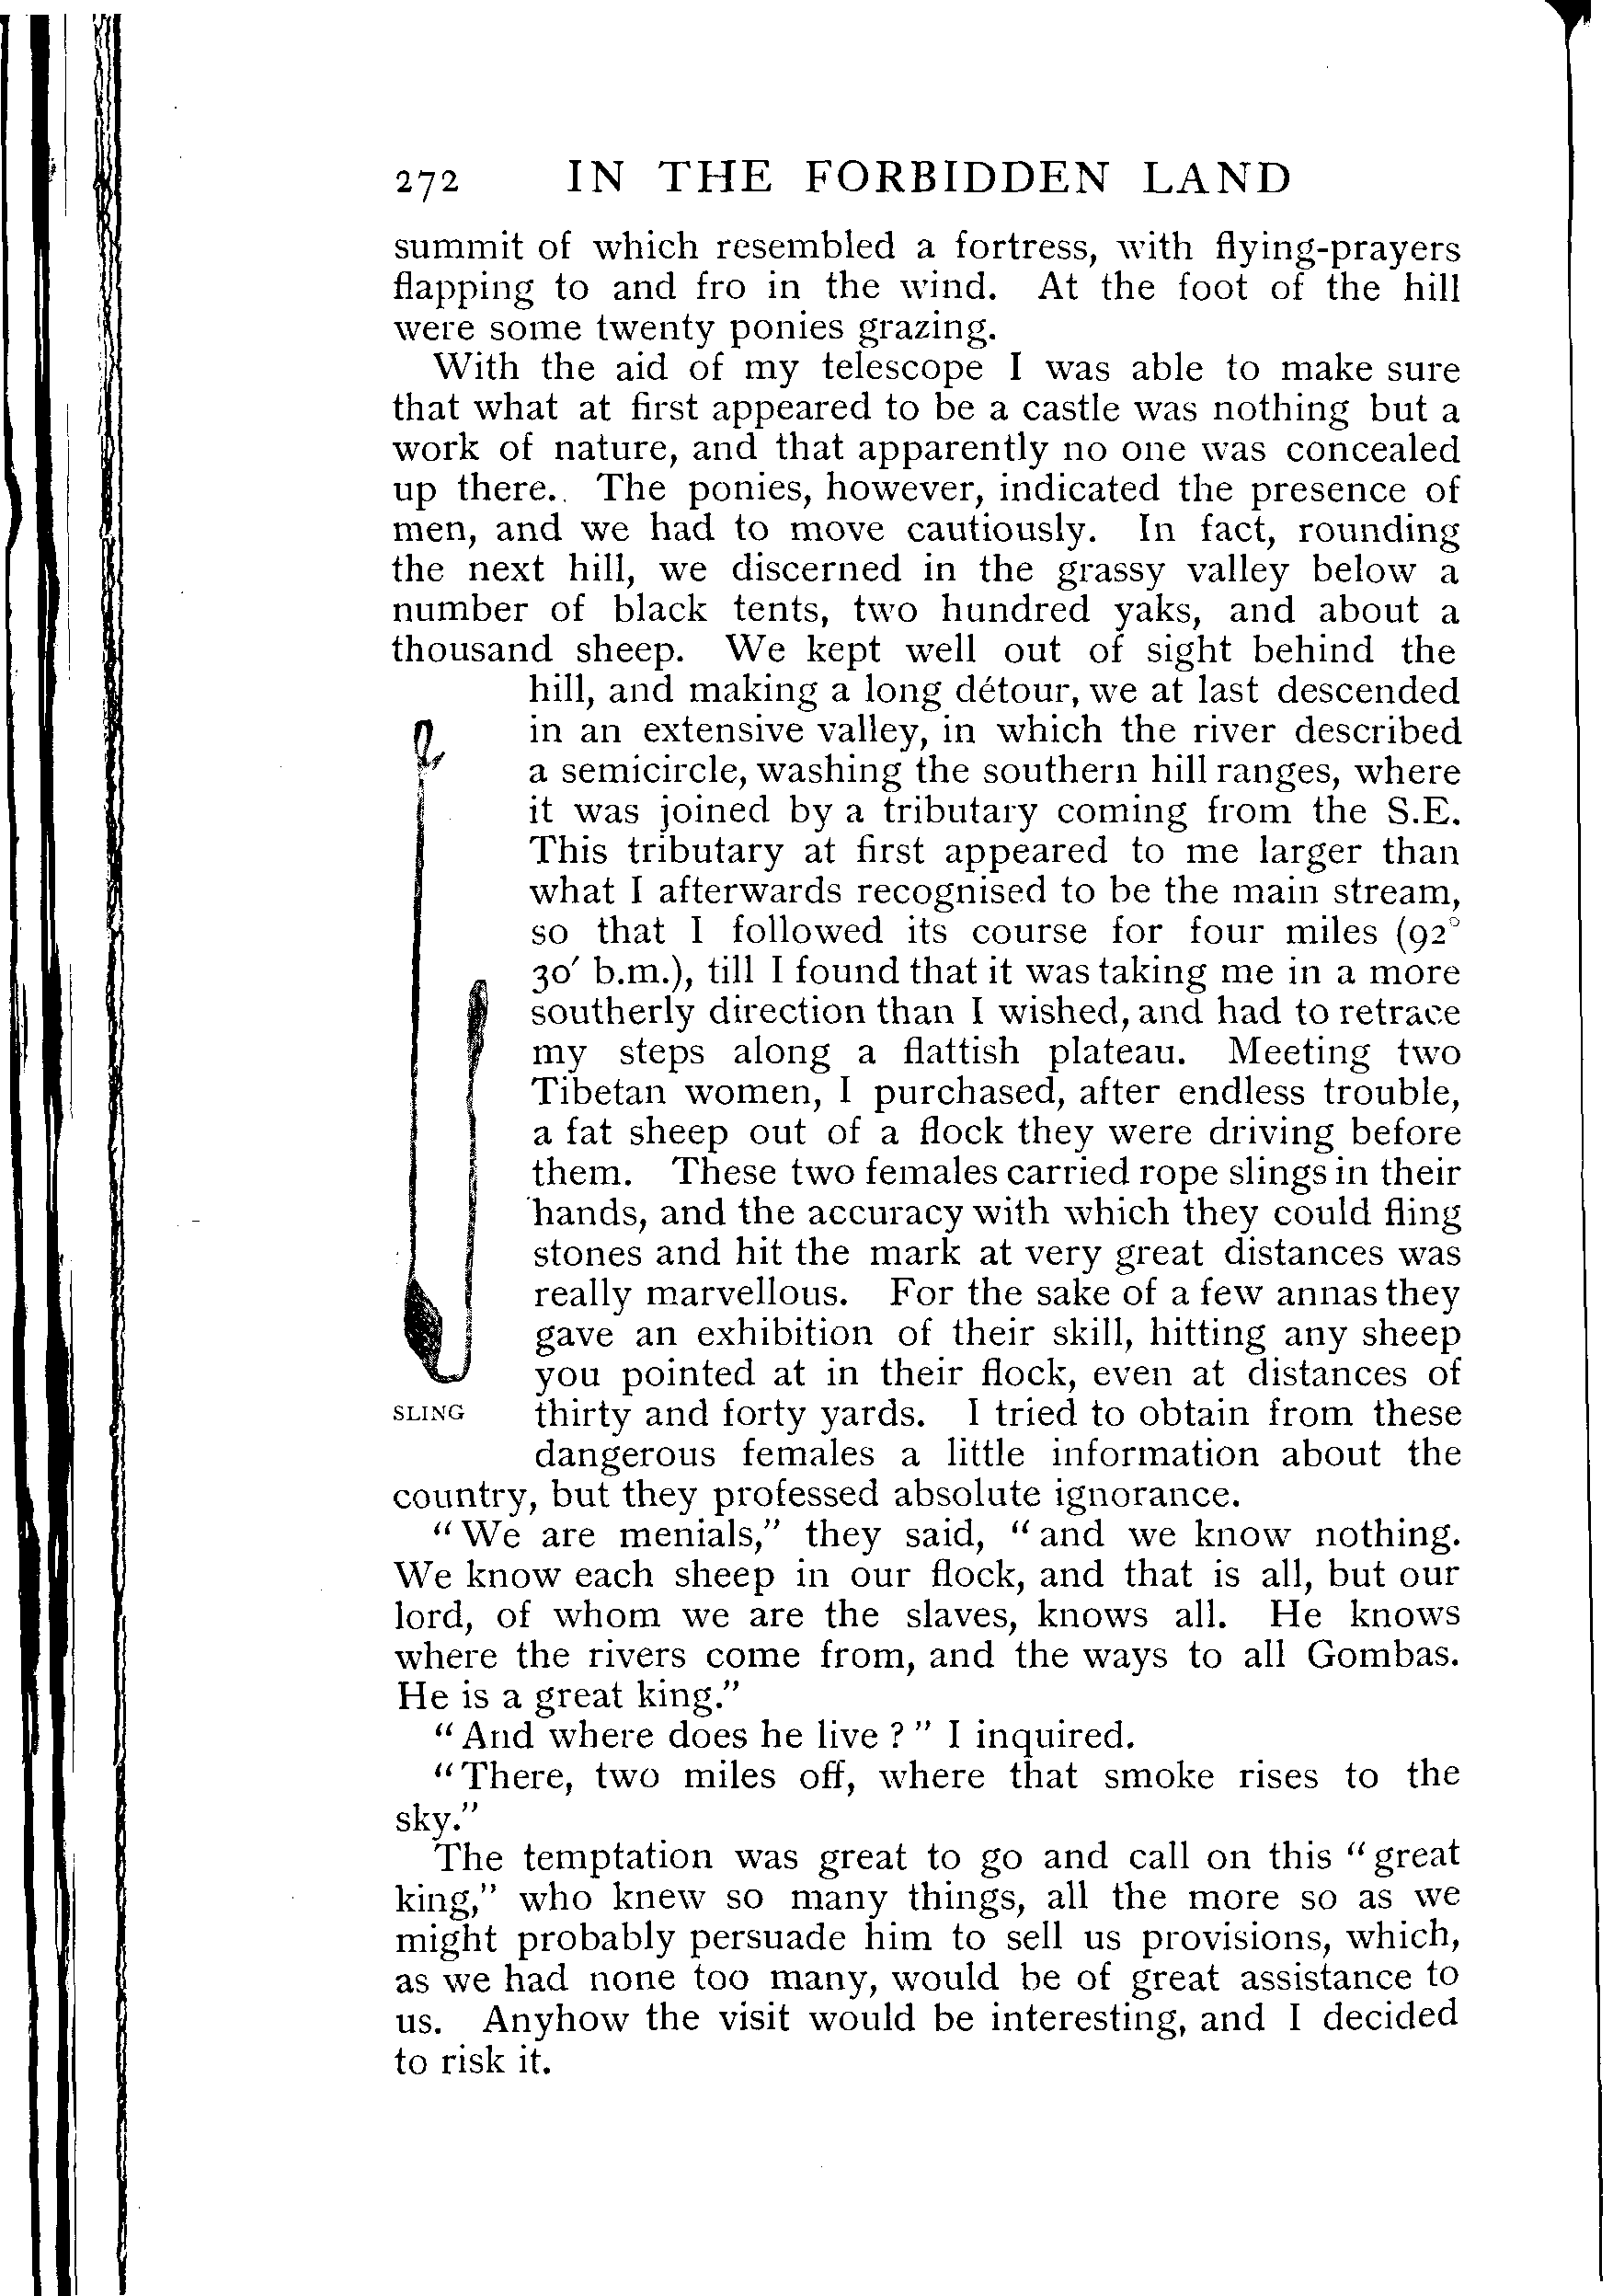 272 IN THE FORBIDDEN LAND
summit of which resembled a fortress, with flying-prayers
flapping to and fro in the wind. At the foot of the hill
were some twenty ponies grazing.
With the aid of my telescope I was able to make sure
that what at first appeared to be a castle was nothing but a
work of nature, and that apparently no one was concealed
up there. The ponies, however, indicated the presence of
men, and we had to move cautiously. In fact, rounding
the next hill, we discerned in the grassy valley below a
number of black tents, two hundred yaks, and about a
thousand sheep. We kept well out of sight behind the
hill, and making a long détour, we at last descended
in an extensive valley, in which the river described
a semicircle, washing the southern hill ranges, where
it was joined by a tributary coming from the S.E.
This tributary at first appeared to me larger than
what I afterwards recognised to be the main stream,
so that I followed its course for four miles (92°
30′ b.m.), till I found that it was taking me in a more
southerly direction than I wished, and had to retrace
my steps along a flattish plateau. Meeting two
Tibetan women, I purchased, after endless trouble,
a fat sheep out of a flock they were driving before
them. These two females carried rope slings in their
hands, and the accuracy with which they could fling
stones and hit the mark at very great distances was
really marvellous. For the sake of a few annas they
gave an exhibition of their skill, hitting any sheep
you pointed at in their flock, even at distances of
thirty and forty yards. I tried to obtain from these
SLING
dangerous females a little information about the
country, but they professed absolute ignorance.
"We are menials," they said, "and we know nothing.
We know each sheep in our flock, and that is all, but our
lord, of whom we are the slaves, knows all. He knows
where the rivers come from, and the ways to all Gombas.
He is a great king."
"And where does he live?" I inquired.
"There, two miles off, where that smoke rises to the
sky."
The temptation was great to go and call on this "great
king," who knew so many things, all the more so as we
might probably persuade him to sell us provisions, which,
as we had none too many, would be of great assistance to
us. Anyhow the visit would be interesting, and I decided
to risk it.